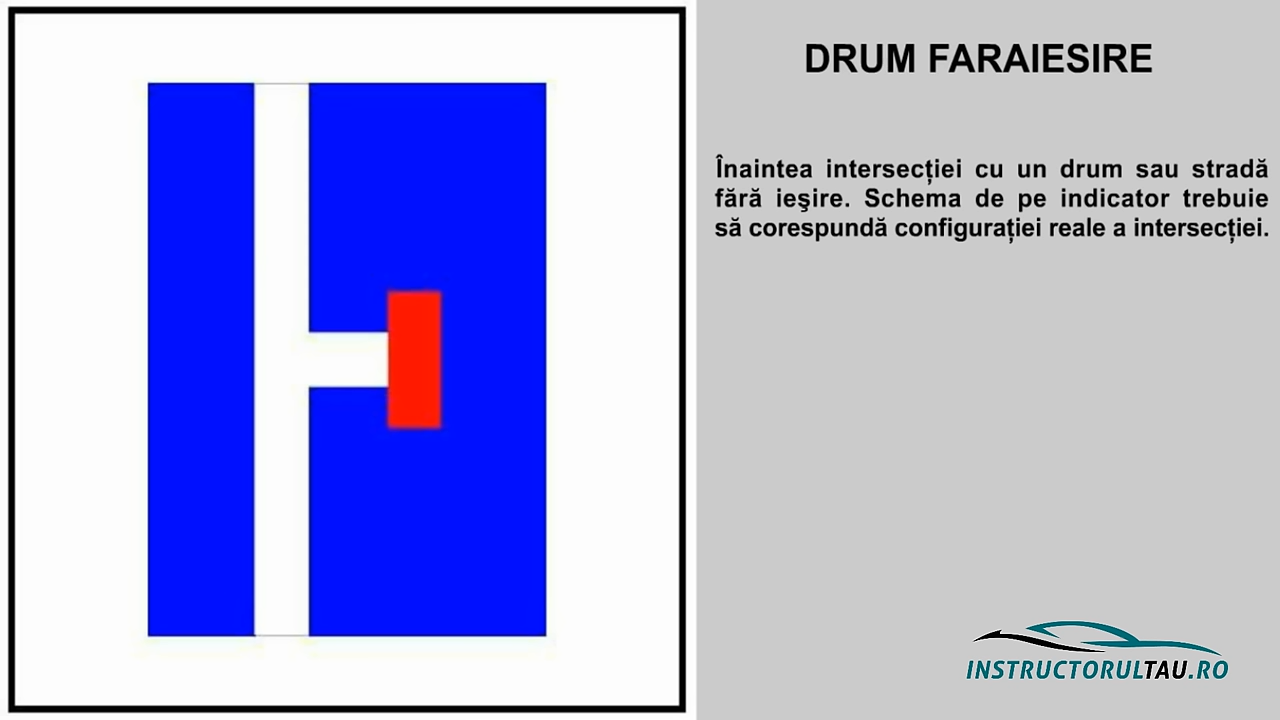 DRUM FARAIESIRE
Înaintea intersecției cu un drum sau stradă
fără ieşire. Schema de pe indicator trebuie
să corespundă configurației reale a intersecției.
INSTRUCTORULTAU.RO